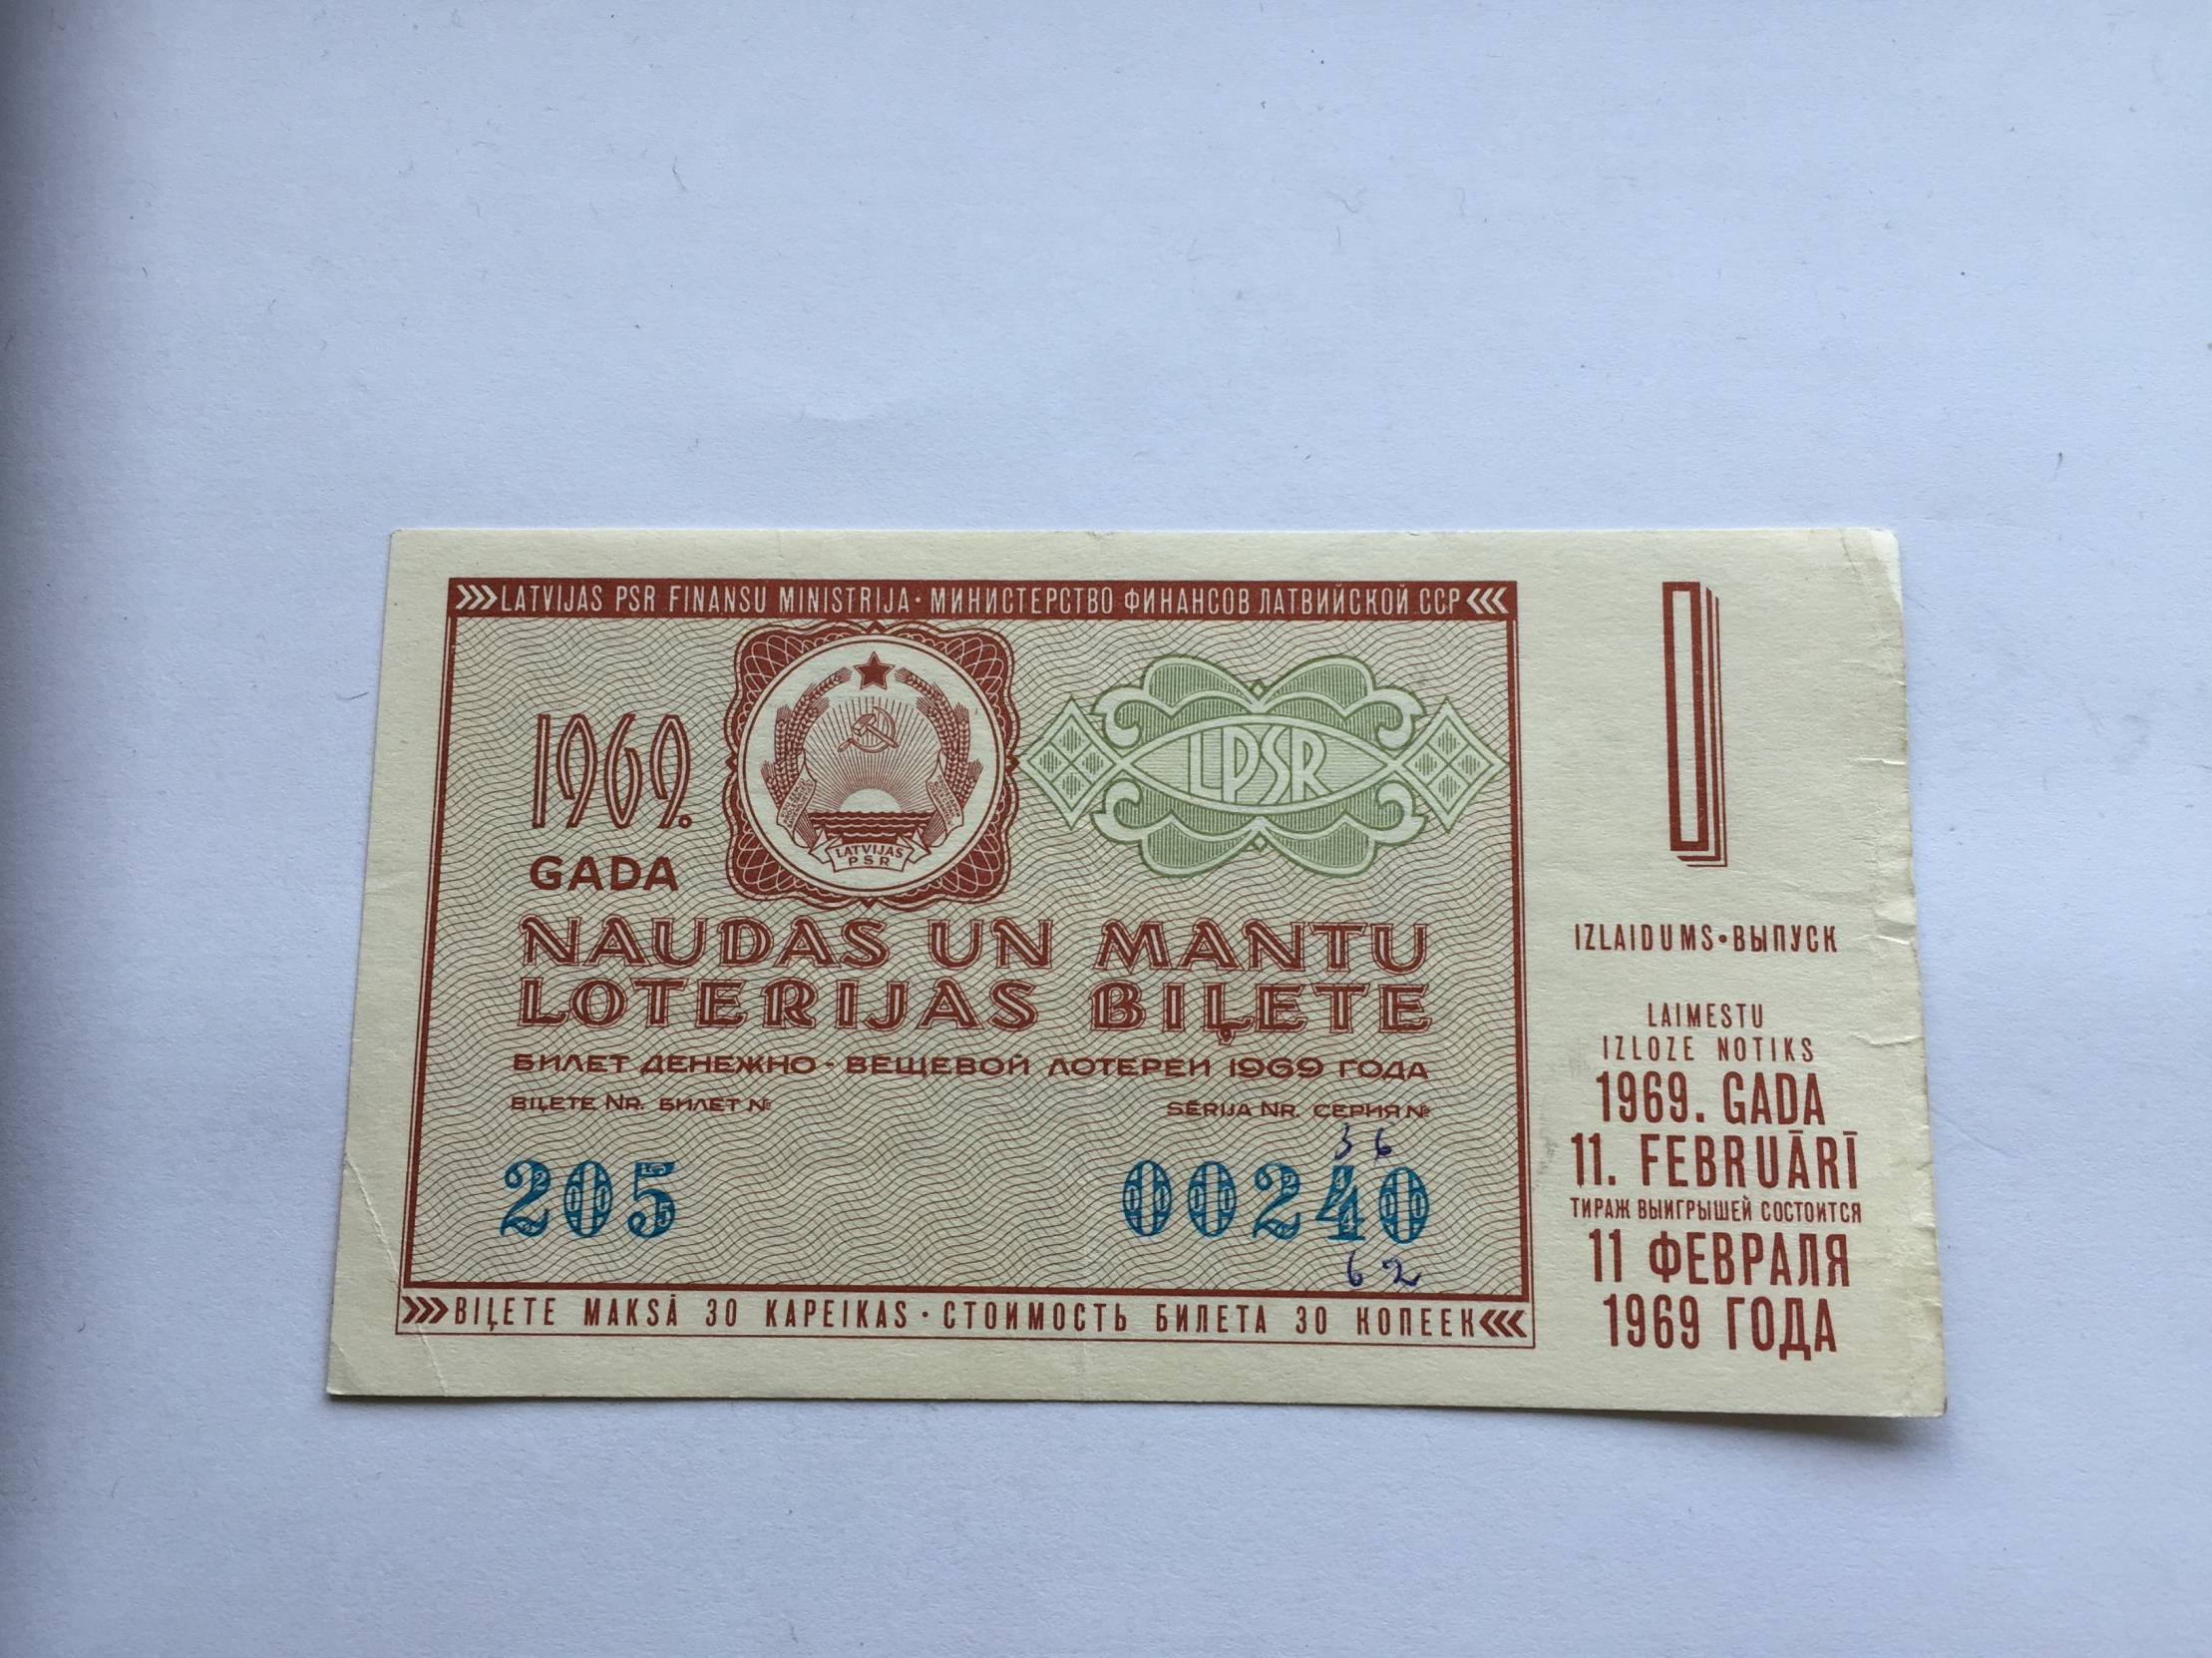 LATVIJAS PSR FINANSU MINISTRIJA · МИНИСТЕРСТВО ФИНАНСОВ ЛАТВИЙСКОЙ ССР
1969.
GADA
LATVIJAS
PSR
LPSR
NAUDAS UN MANTU
LOTERIJAS BIĻETE
БИЛЕТ ДЕНЕЖНО-ВЕЩЕВОЙ ЛОТЕРЕИ 1969 ГОДА
BIĻETE NR. БИЛЕТ № SĒRIJA NR. СЕРИЯ №
36
205 00240
62
BIĻETE MAKSĀ 30 KAPEIKAS · СТОИМОСТЬ БИЛЕТА 30 КОПЕЕК
I
IZLAIDUMS · ВЫПУСК
LAIMESTU
IZLOZE NOTIKS
1969. GADA
11. FEBRUĀRĪ
ТИРАЖ ВЫИГРЫШЕЙ СОСТОИТСЯ
11 ФЕВРАЛЯ
1969 ГОДА